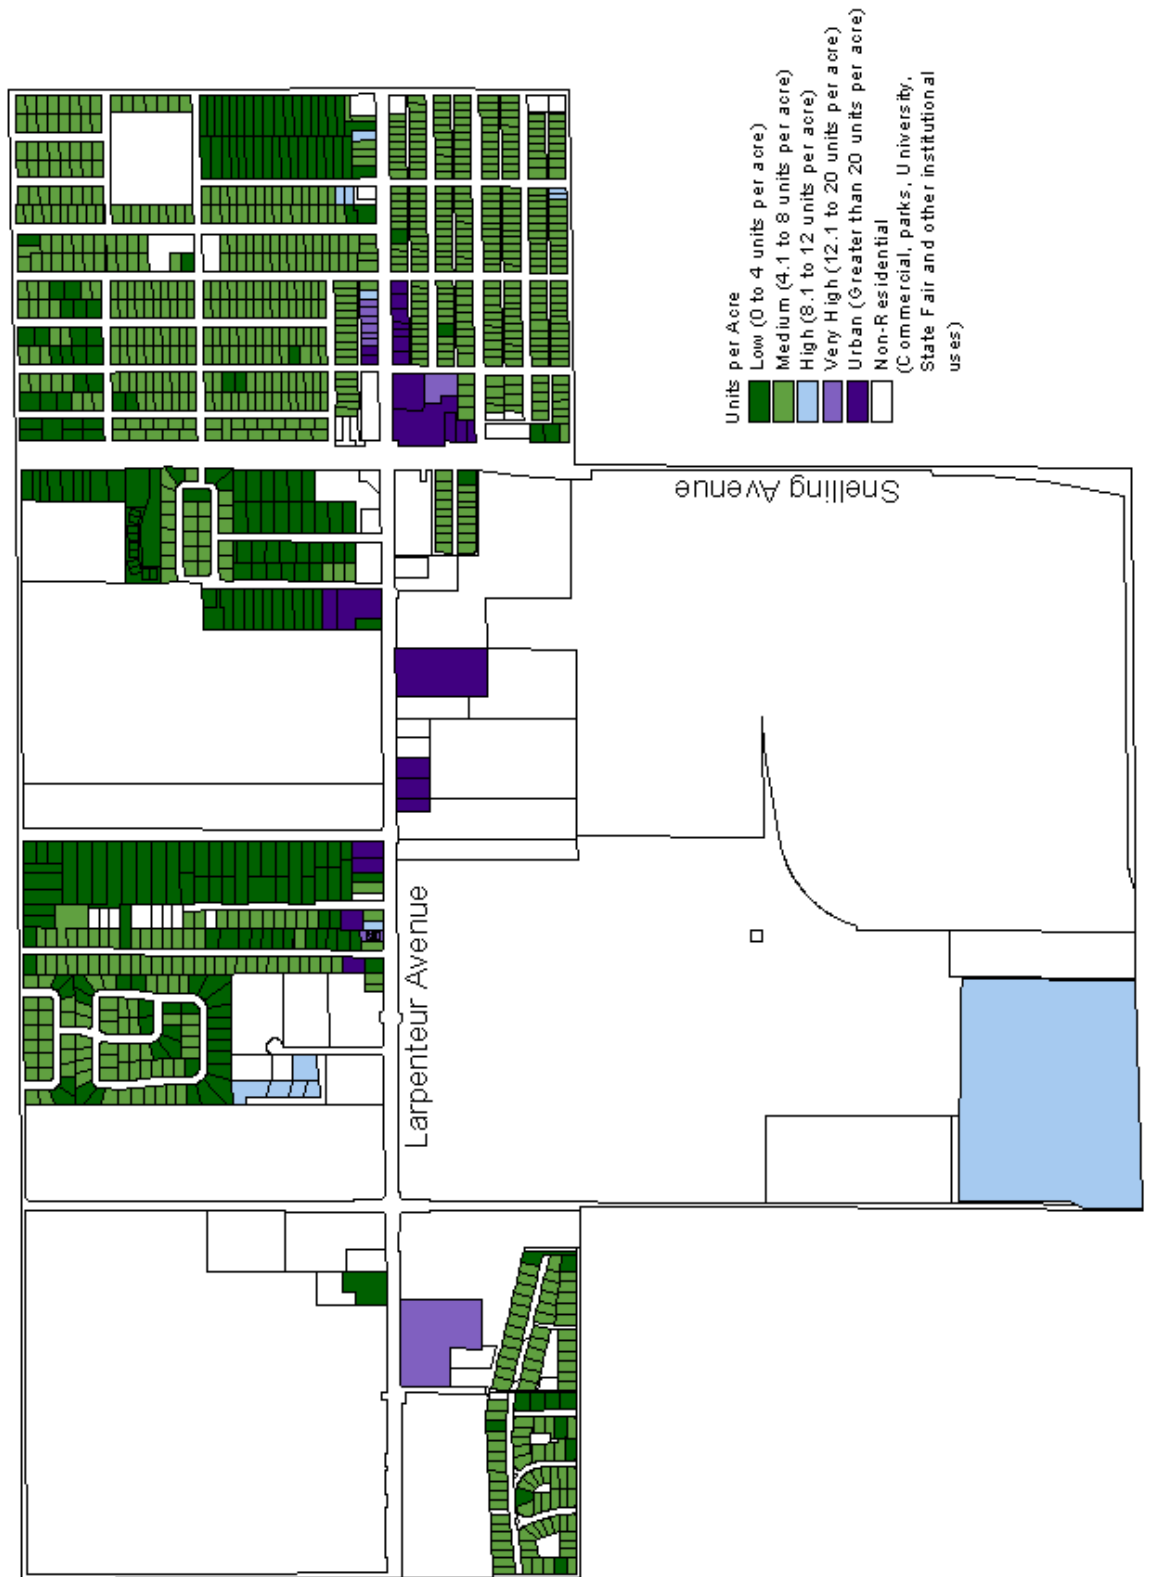 Units per Acre
Low (0 to 4 units per acre)
Medium (4.1 to 8 units per acre)
High (8.1 to 12 units per acre)
Very High (12.1 to 20 units per acre)
Urban (Greater than 20 units per acre)
Non-Residential
(Commercial, parks, University,
State Fair and other institutional
uses)
Snelling Avenue
Larpenteur Avenue